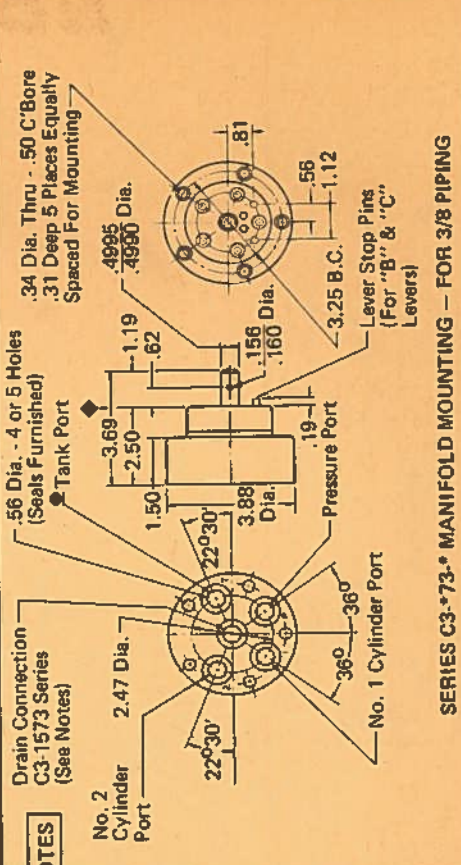 OTES
Drain Connection
C3-1573 Series
(See Notes)
.56 Dia. - 4 or 5 Holes
(Seals Furnished)
Tank Port
.34 Dia. Thru - .50 C'Bore
.31 Deep 5 Places Equally
Spaced For Mounting
No. 2
Cylinder
Port
2.47 Dia.
22°30'
22°30'
36°
36°
No. 1 Cylinder Port
Pressure Port
3.69
2.50
1.50
1.19
.62
3.88
Dia.
.19
.4995
.4990 Dia.
.156
.160 Dia.
.81
.56
1.12
3.25 B.C.
Lever Stop Pins
(For "B" & "C"
Levers)
SERIES C3-*73-* MANIFOLD MOUNTING – FOR 3/8 PIPING